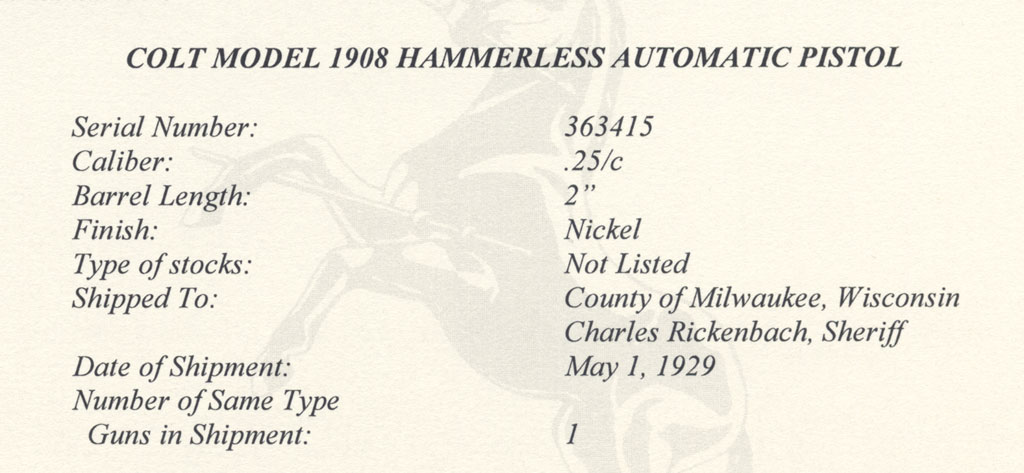 COLT MODEL 1908 HAMMERLESS AUTOMATIC PISTOL
Serial Number: 363415
Caliber: .25/c
Barrel Length: 2”
Finish: Nickel
Type of stocks: Not Listed
Shipped To: County of Milwaukee, Wisconsin
Charles Rickenbach, Sheriff
Date of Shipment: May 1, 1929
Number of Same Type
Guns in Shipment: 1